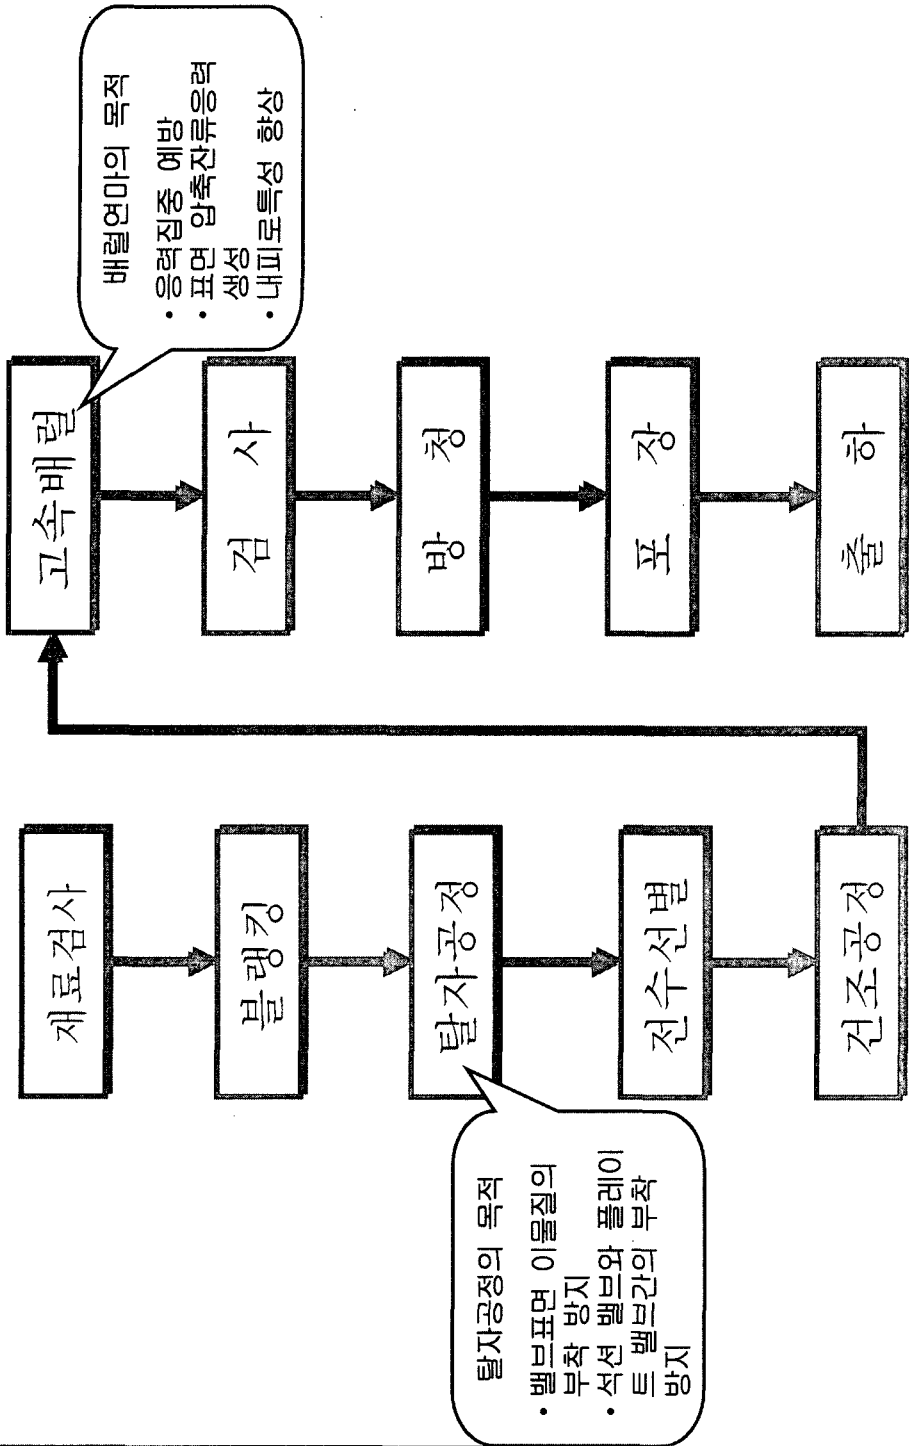 재료검사
블랭킹
탈자공정
전수선별
건조공정
탈자공정의 목적
• 밸브표면 이물질의
부착 방지
• 석션 밸브와 플레이
트 밸브간의 부착
방지
고속배럴
검 사
방 청
포 장
출 하
배럴연마의 목적
• 응력집중 예방
• 표면 압축잔류응력
생성
• 내피로특성 향상